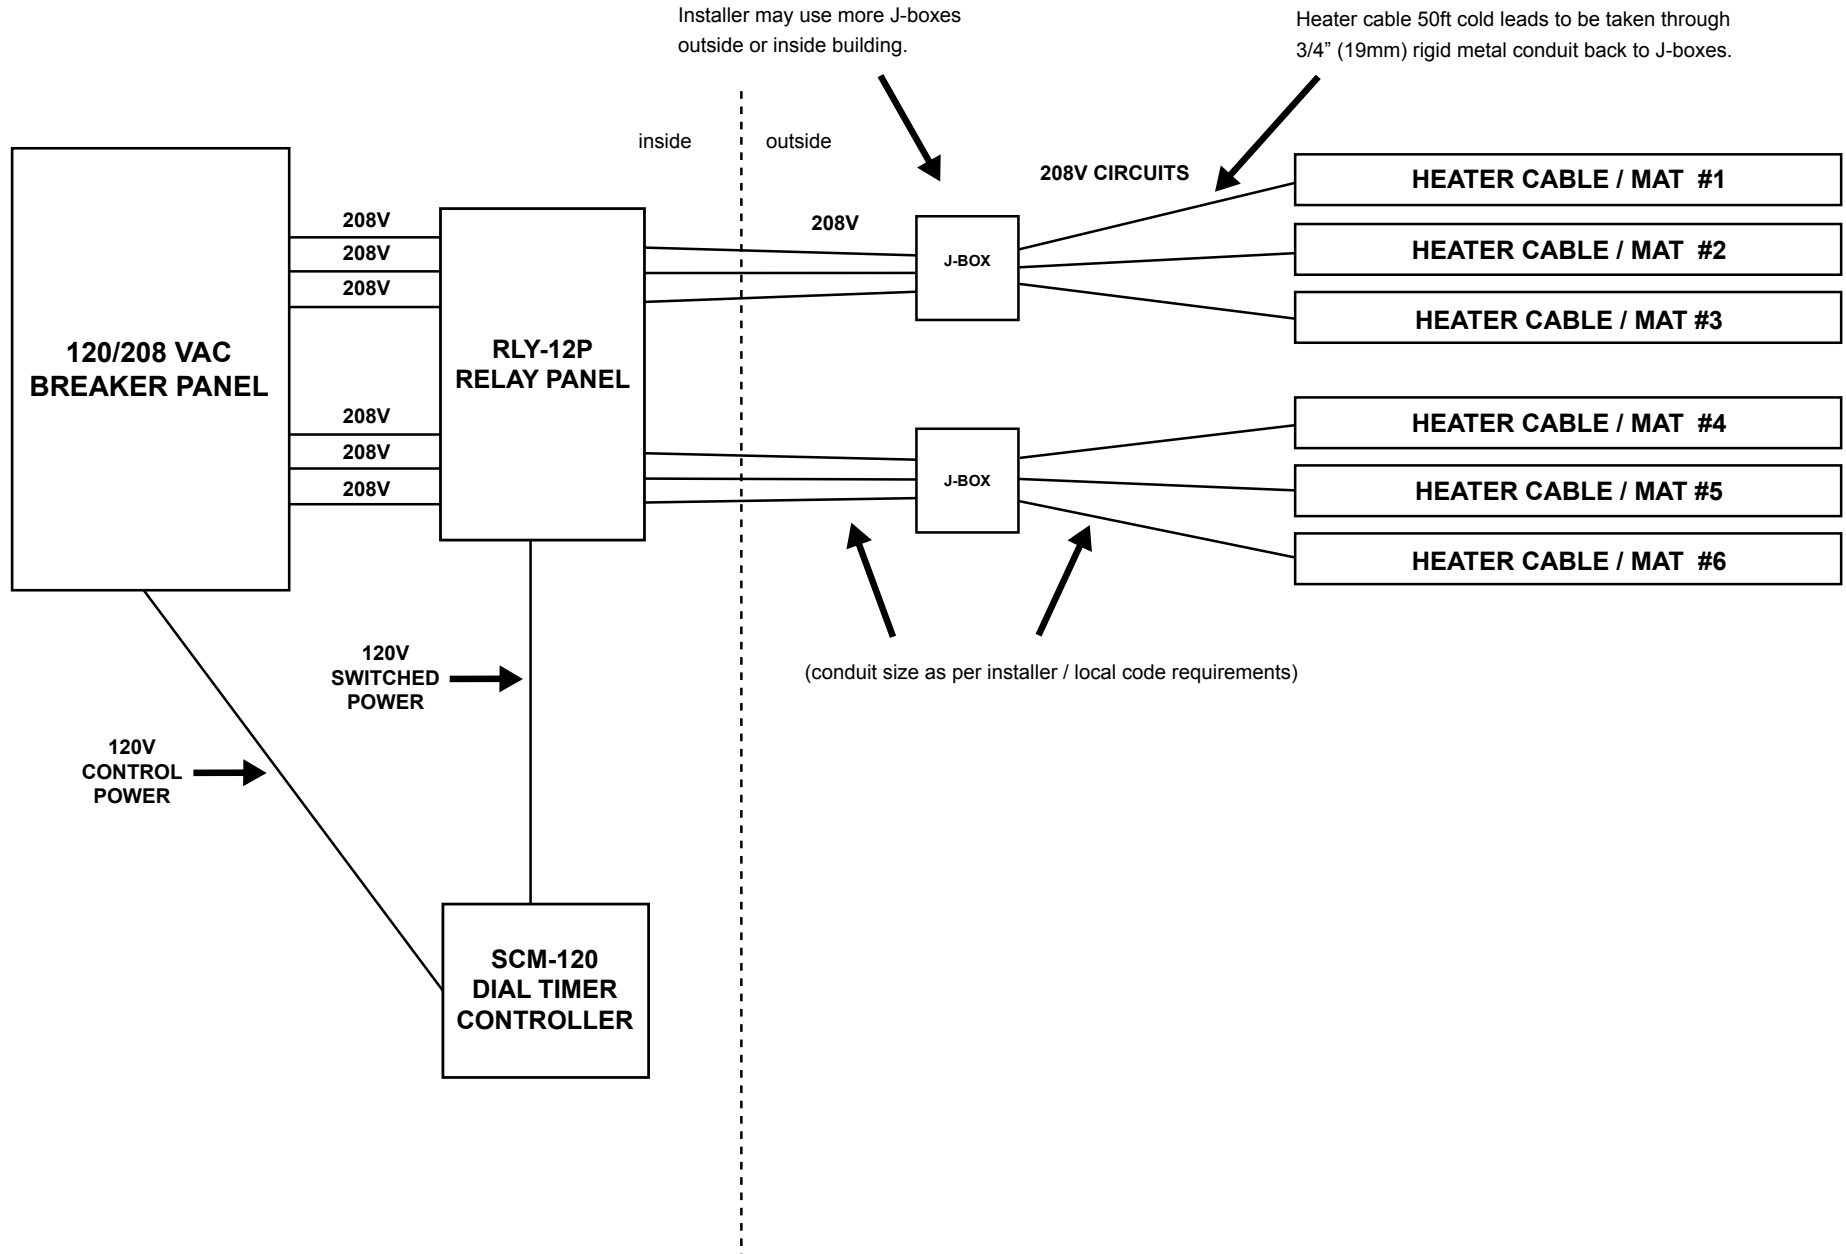 Installer may use more J-boxes
outside or inside building.
Heater cable 50ft cold leads to be taken through
3/4” (19mm) rigid metal conduit back to J-boxes.
inside
outside
208V CIRCUITS
208V
208V
208V
208V
120/208 VAC
BREAKER PANEL
RLY-12P
RELAY PANEL
J-BOX
HEATER CABLE / MAT #1
HEATER CABLE / MAT #2
HEATER CABLE / MAT #3
208V
208V
208V
J-BOX
HEATER CABLE / MAT #4
HEATER CABLE / MAT #5
HEATER CABLE / MAT #6
120V
SWITCHED
POWER
(conduit size as per installer / local code requirements)
120V
CONTROL
POWER
SCM-120
DIAL TIMER
CONTROLLER